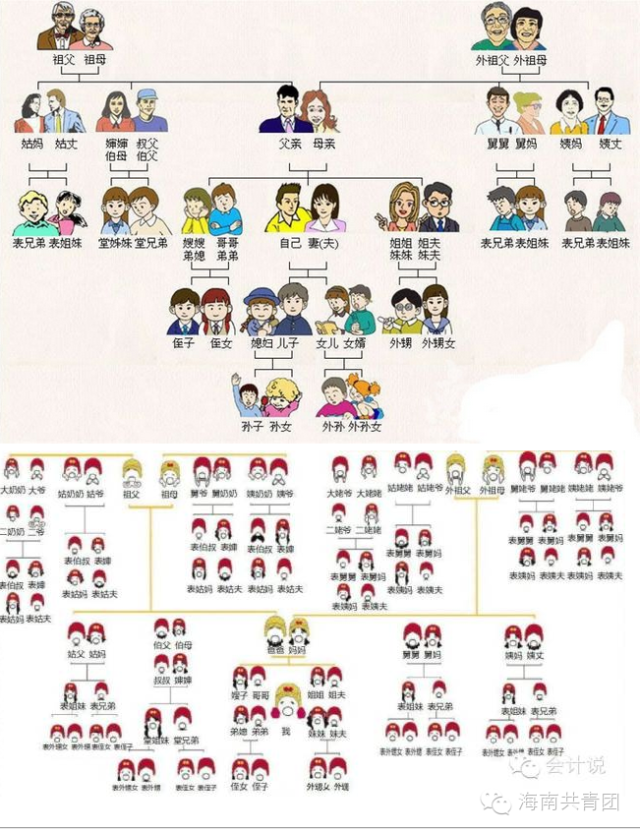 祖父 祖母
外祖父 外祖母
姑妈 姑丈
婶婶 叔父
伯母 伯父
父亲 母亲
舅舅 舅妈
姨妈 姨丈
表兄弟 表姐妹
堂姊妹 堂兄弟
嫂嫂 哥哥
弟媳 弟弟
自己 妻(夫)
姐姐 姐夫
妹妹 妹夫
表兄弟 表姐妹
表兄弟 表姐妹
侄子 侄女
媳妇 儿子
女儿 女婿
外甥 外甥女
孙子 孙女
外孙 外孙女
大奶奶 大爷
姑奶奶 姑爷
祖父
祖母
舅爷 舅奶奶
姨奶奶 姨爷
大姥爷 大姥姥
姑姥姥 姑姥爷
外祖父
外祖母
舅姥爷 舅姥姥
姨姥姥 姨姥爷
二奶奶 二爷
二姥爷 二姥姥
表伯叔 表婶
表伯叔 表婶
表伯叔 表婶
表伯叔 表婶
表舅舅 表舅妈
表舅舅 表舅妈
表舅舅 表舅妈
表舅舅 表舅妈
表姑妈 表姑夫
表姑妈 表姑夫
表姑妈 表姑夫
表姑妈 表姑夫
表姨妈 表姨夫
表姨妈 表姨夫
表姨妈 表姨夫
表姨妈 表姨夫
姑父 姑妈
伯父 伯母
叔叔 婶婶
爸爸 妈妈
舅舅 舅妈
姨妈 姨丈
表姐妹 表兄弟
堂姐妹 堂兄弟
嫂子 哥哥
弟媳 弟弟
我
姐姐 姐夫
妹妹 妹夫
表姐妹 表兄弟
表姐妹 表兄弟
表外甥女 表外甥 表侄女 表侄子
表外甥女 表外甥 表侄女 表侄子
表外甥女 表外甥 表侄女 表侄子
表外甥女 表外甥
表侄女 表侄子
侄女 侄子
外甥女 外甥
会计说
海南共青团